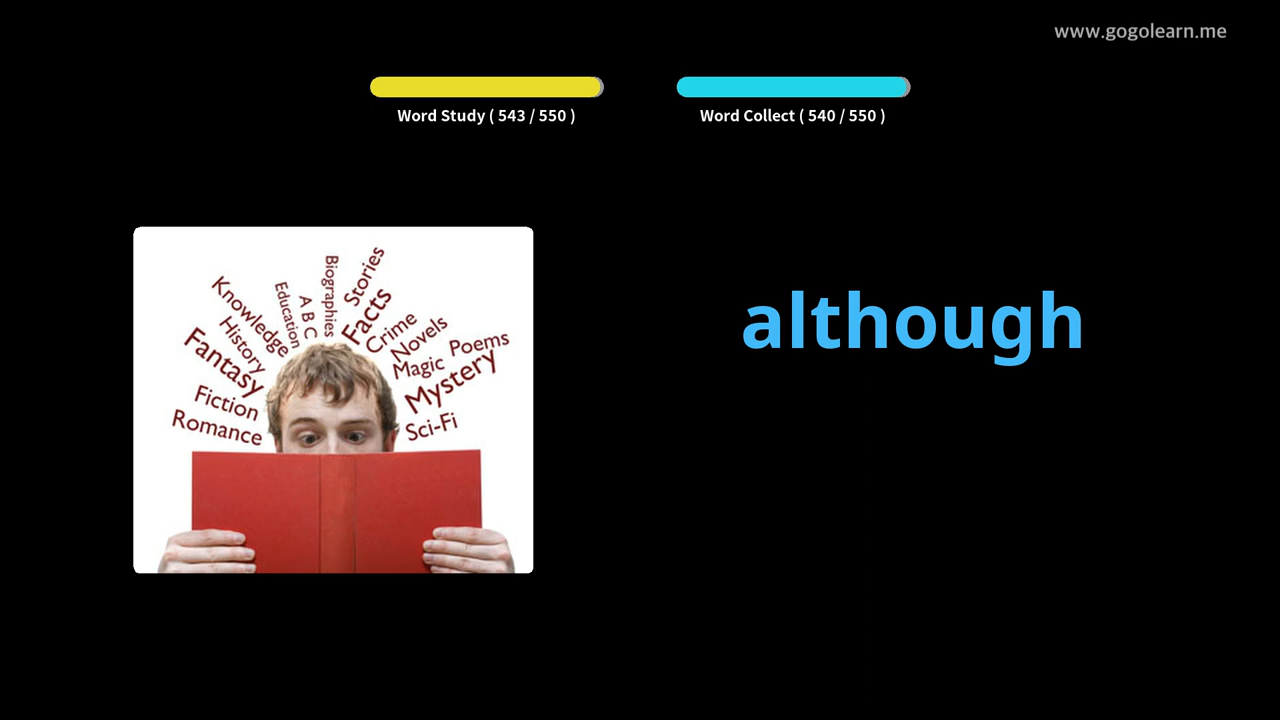 www.gogolearn.me
Word Study ( 543 / 550 )
Word Collect ( 540 / 550 )
although
Knowledge
Education
A B C
Biographies
Stories
Facts
Crime
Novels
Poems
Magic
Mystery
Sci-Fi
History
Fantasy
Fiction
Romance